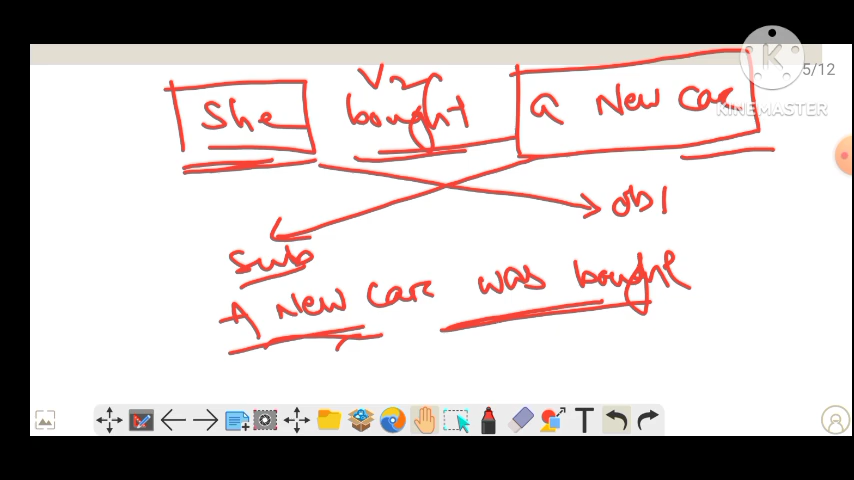 5/12
K
KINEMASTER
V2
She bought a New Car
obj
Sub
A New Car was bought
T